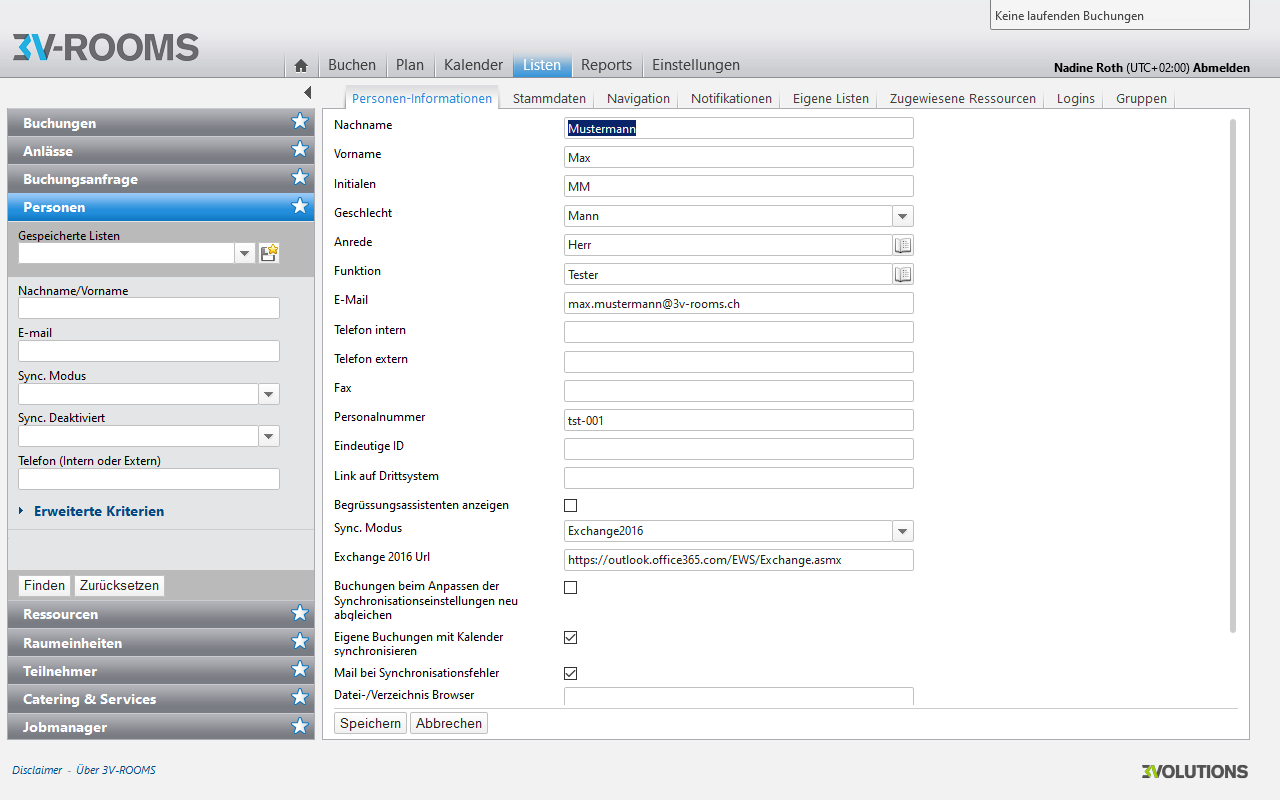 Keine laufenden Buchungen
3V-ROOMS
Buchen Plan Kalender Listen Reports Einstellungen
Nadine Roth (UTC+02:00) Abmelden
Personen-Informationen Stammdaten Navigation Notifikationen Eigene Listen Zugewiesene Ressourcen Logins Gruppen
Buchungen
Anlässe
Buchungsanfrage
Personen
Gespeicherte Listen
Nachname/Vorname
E-mail
Sync. Modus
Sync. Deaktiviert
Telefon (Intern oder Extern)
Erweiterte Kriterien
Finden Zurücksetzen
Ressourcen
Raumeinheiten
Teilnehmer
Catering & Services
Jobmanager
Nachname Mustermann
Vorname Max
Initialen MM
Geschlecht Mann
Anrede Herr
Funktion Tester
E-Mail max.mustermann@3v-rooms.ch
Telefon intern
Telefon extern
Fax
Personalnummer tst-001
Eindeutige ID
Link auf Drittsystem
Begrüssungsassistenten anzeigen
Sync. Modus Exchange2016
Exchange 2016 Url https://outlook.office365.com/EWS/Exchange.asmx
Buchungen beim Anpassen der
Synchronisationseinstellungen neu
abgleichen
Eigene Buchungen mit Kalender
synchronisieren
Mail bei Synchronisationsfehler
Datei-/Verzeichnis Browser
Speichern Abbrechen
Disclaimer - Über 3V-ROOMS
3VOLUTIONS